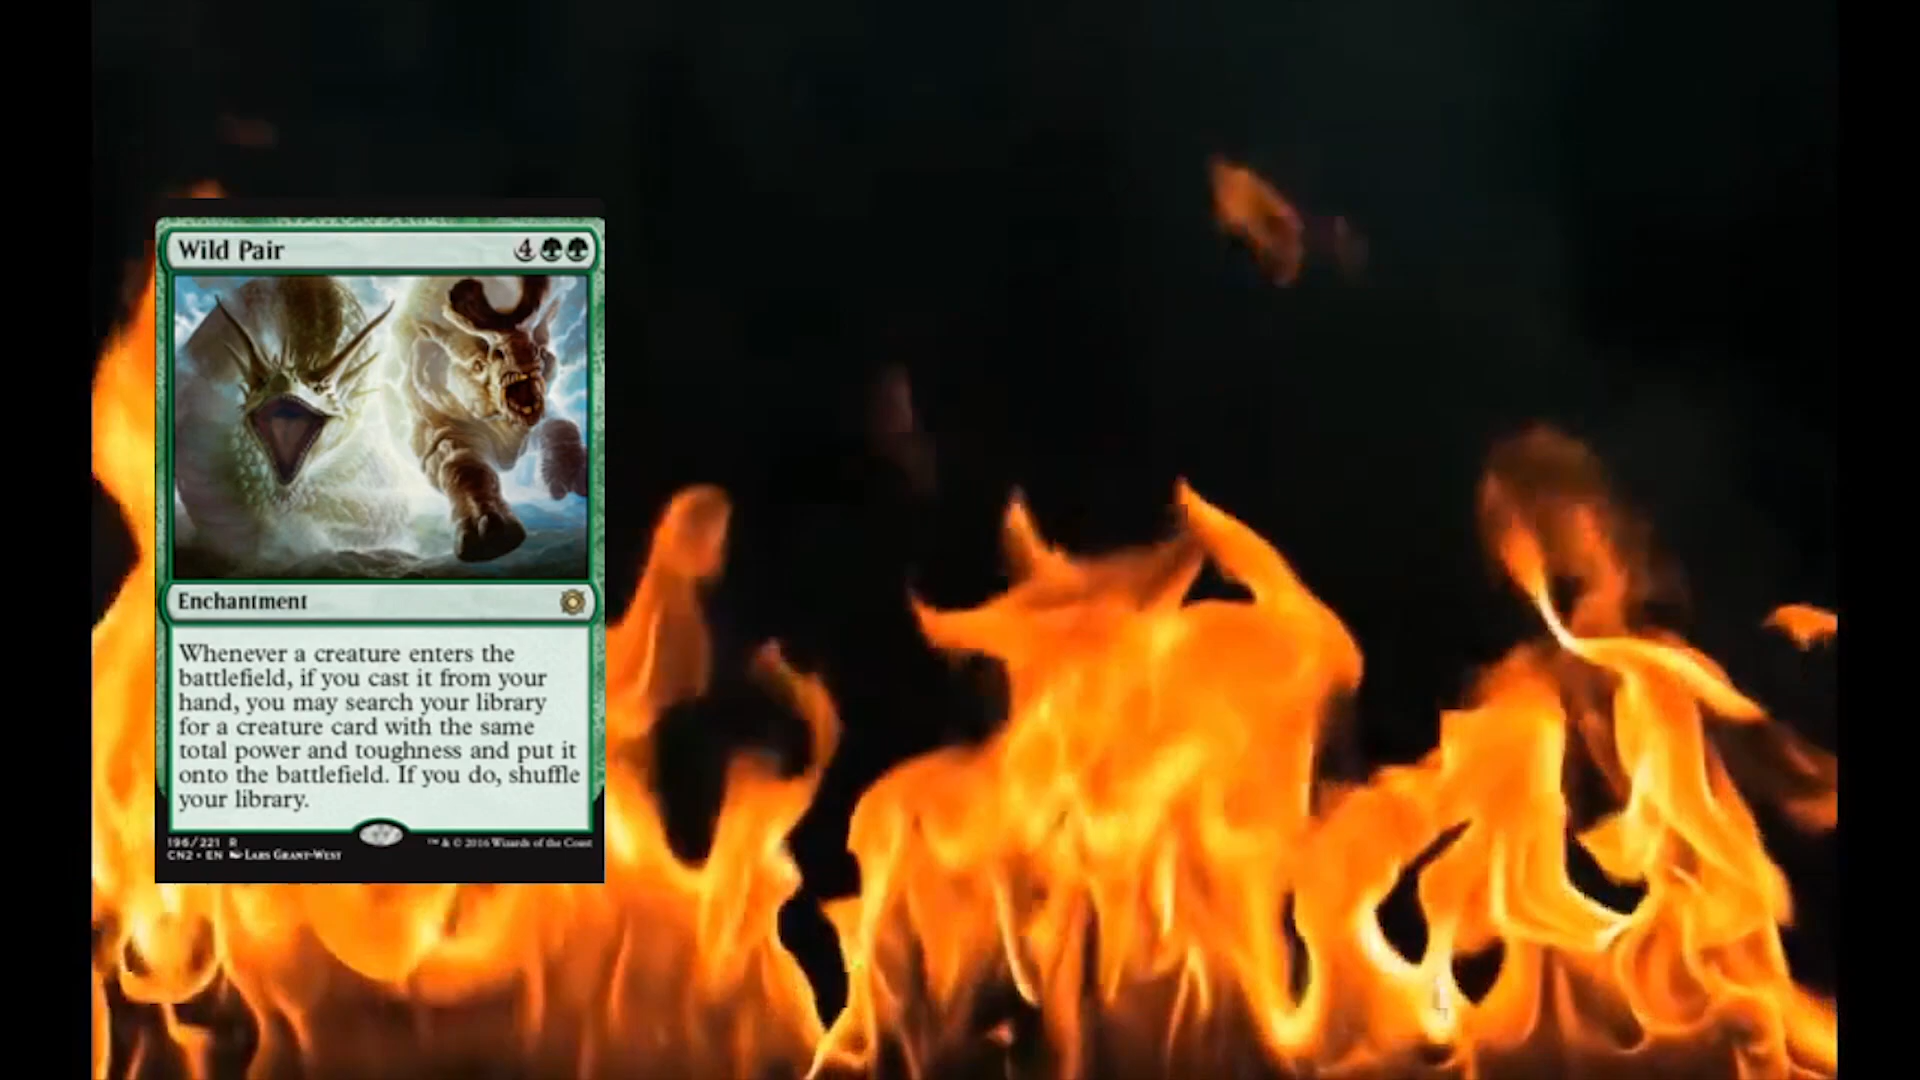 Wild Pair 4
Enchantment
Whenever a creature enters the
battlefield, if you cast it from your
hand, you may search your library
for a creature card with the same
total power and toughness and put it
onto the battlefield. If you do, shuffle
your library.
196/221 R
CN2 • EN Lars Grant-West
™ & © 2016 Wizards of the Coast